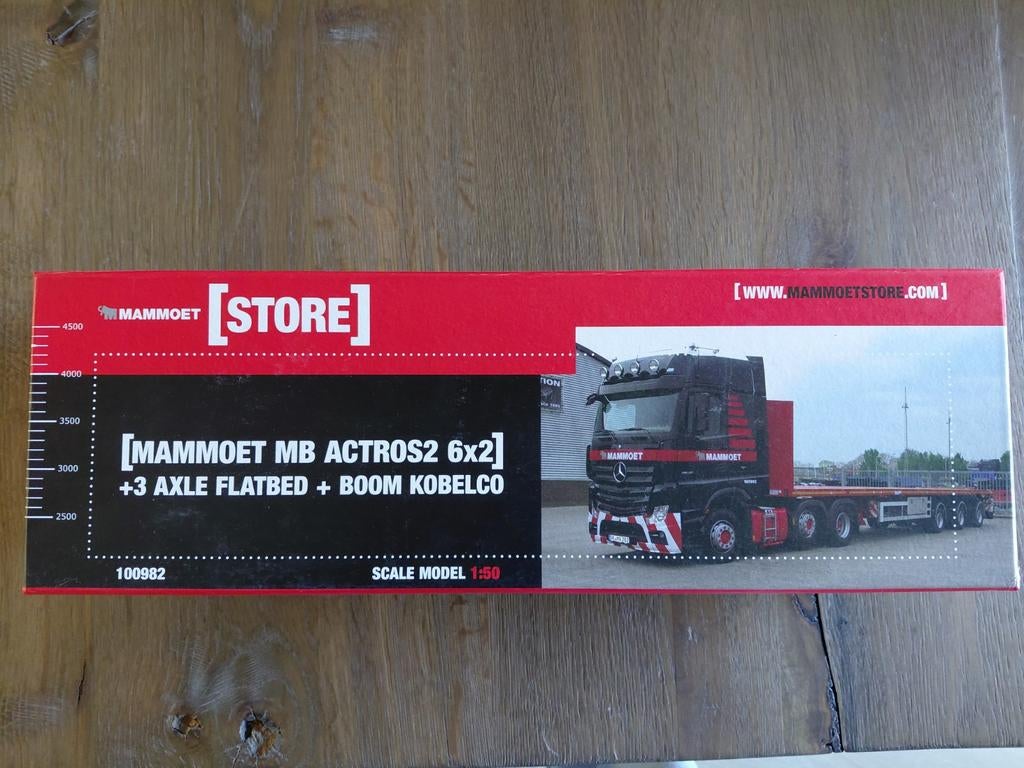 MAMMOET [STORE]
[WWW.MAMMOETSTORE.COM]
4500
4000
3500
3000
2500
[MAMMOET MB ACTROS2 6x2]
+3 AXLE FLATBED + BOOM KOBELCO
100982
SCALE MODEL 1:50
MAMMOET
MAMMOET